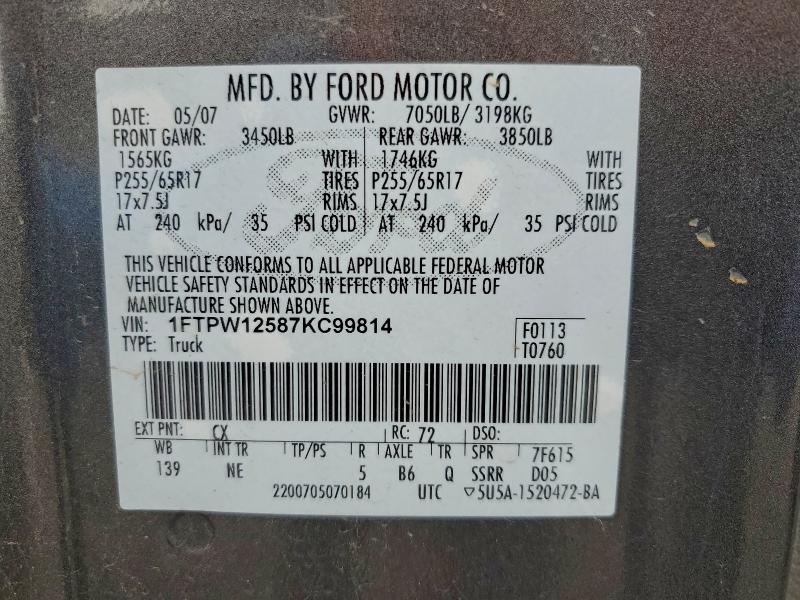 MFD. BY FORD MOTOR CO.
DATE: 05/07 GVWR: 7050LB/ 3198KG
FRONT GAWR: 3450LB REAR GAWR: 3850LB
1565KG WITH 1746KG WITH
P255/65R17 TIRES P255/65R17 TIRES
17x7.5J RIMS 17x7.5J RIMS
AT 240 kPa/ 35 PSI COLD AT 240 kPa/ 35 PSI COLD
Ford
THIS VEHICLE CONFORMS TO ALL APPLICABLE FEDERAL MOTOR
VEHICLE SAFETY STANDARDS IN EFFECT ON THE DATE OF
MANUFACTURE SHOWN ABOVE.
VIN: 1FTPW12587KC99814 F0113
TYPE: Truck T0760
EXT PNT: CX RC: 72 DSO:
WB INT TR TP/PS R AXLE TR SPR 7F615
139 NE 5 B6 Q SSRR D05
2200705070184 UTC ▽5U5A-1520472-BA